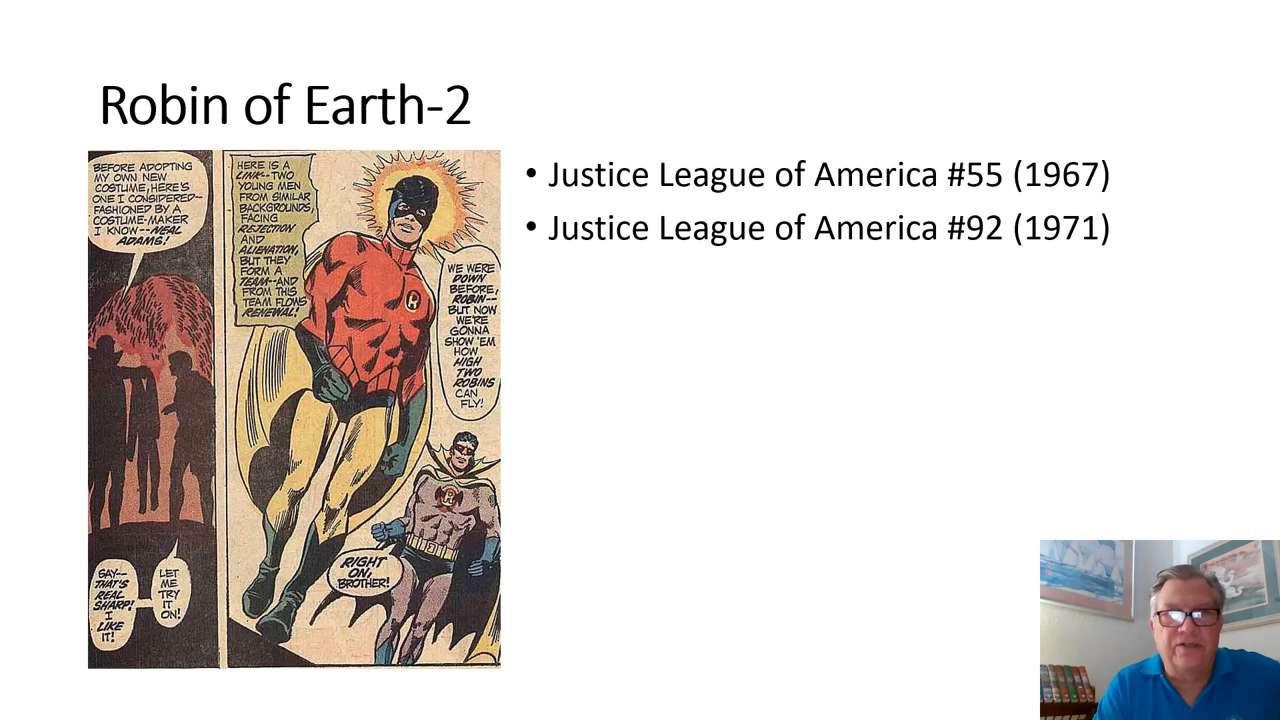 Robin of Earth-2
BEFORE ADOPTING
MY OWN NEW
COSTUME, HERE'S
ONE I CONSIDERED--
FASHIONED BY A
COSTUME-MAKER
I KNOW--NEAL
ADAMS!
SAY--
THAT'S
REAL
SHARP!
I
LIKE
IT!
LET
ME
TRY
IT
ON!
HERE IS A
LINK--TWO
YOUNG MEN
FROM SIMILAR
BACKGROUNDS,
FACING
REJECTION
AND
ALIENATION,
BUT THEY
FORM A
TEAM--AND
FROM THIS
TEAM FLOWS
RENEWAL!
R
WE WERE
DOWN
BEFORE,
ROBIN--
BUT NOW
WE'RE
GONNA
SHOW 'EM
HOW
HIGH
TWO
ROBINS
CAN
FLY!
R
RIGHT
ON,
BROTHER!
• Justice League of America #55 (1967)
• Justice League of America #92 (1971)